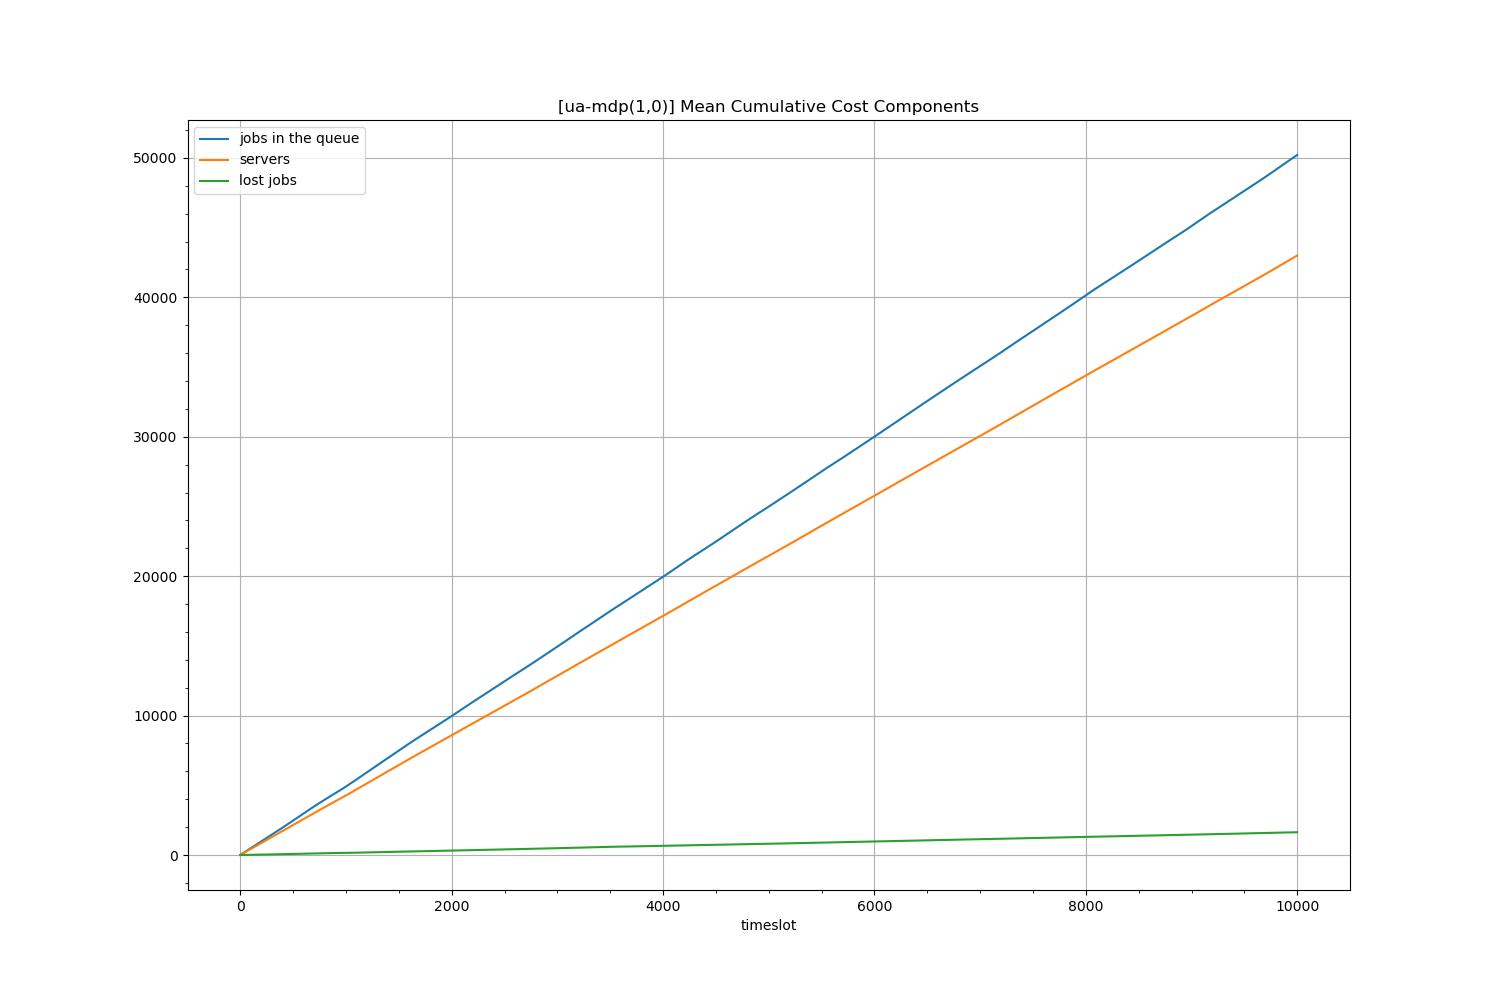 [ua-mdp(1,0)] Mean Cumulative Cost Components
jobs in the queue
servers
lost jobs
50000
40000
30000
20000
10000
0
0 2000 4000 6000 8000 10000
timeslot